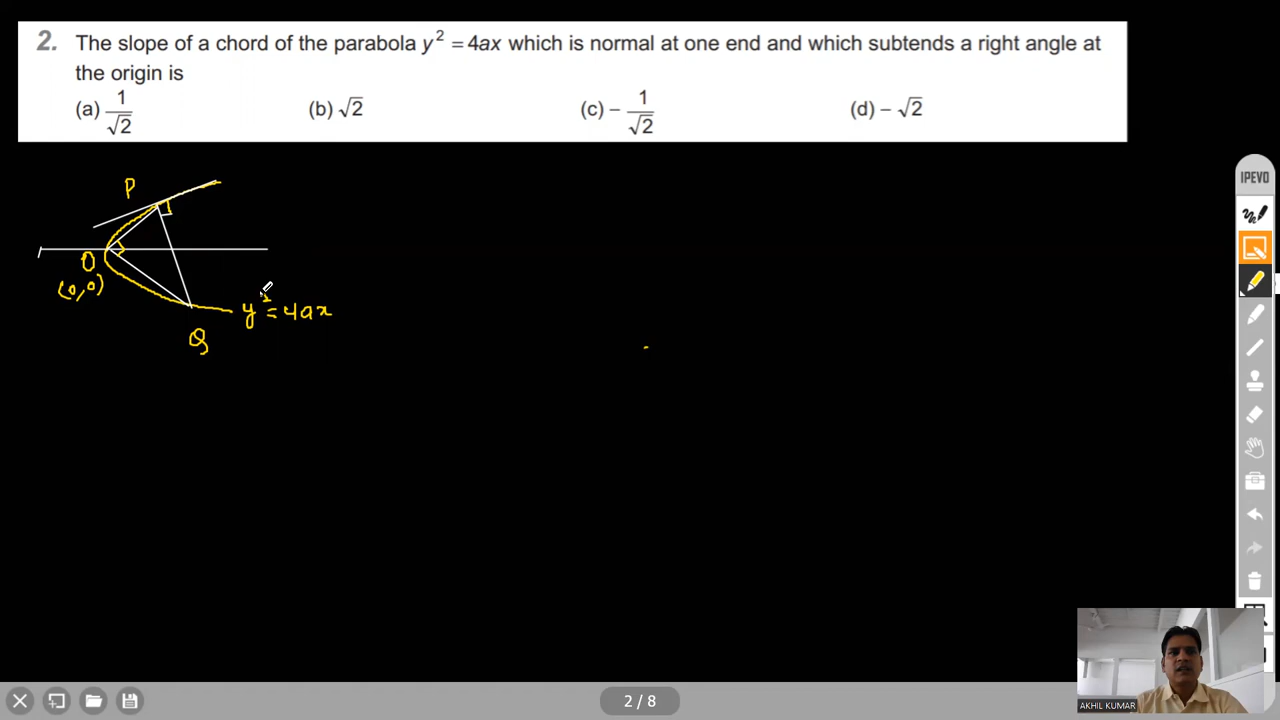 2. The slope of a chord of the parabola y² = 4ax which is normal at one end and which subtends a right angle at
the origin is
(a) 1/√2 (b) √2 (c) – 1/√2 (d) – √2
P
O
(0,0)
y² = 4ax
Q
IPEVO
2 / 8
AKHIL KUMAR